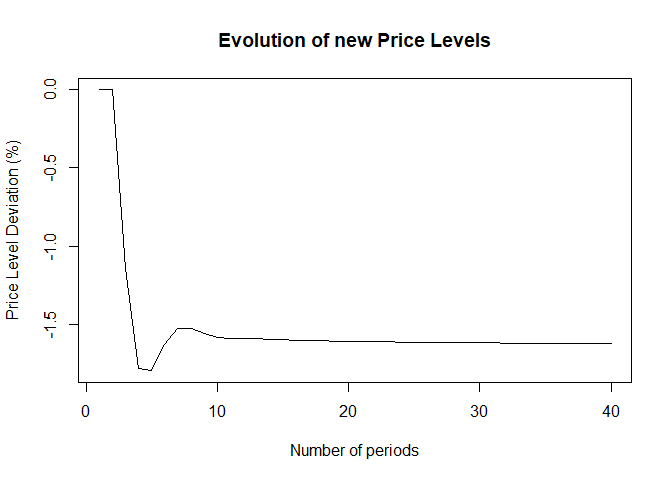 Evolution of new Price Levels
Price Level Deviation (%)
0.0
-0.5
-1.0
-1.5
0 10 20 30 40
Number of periods